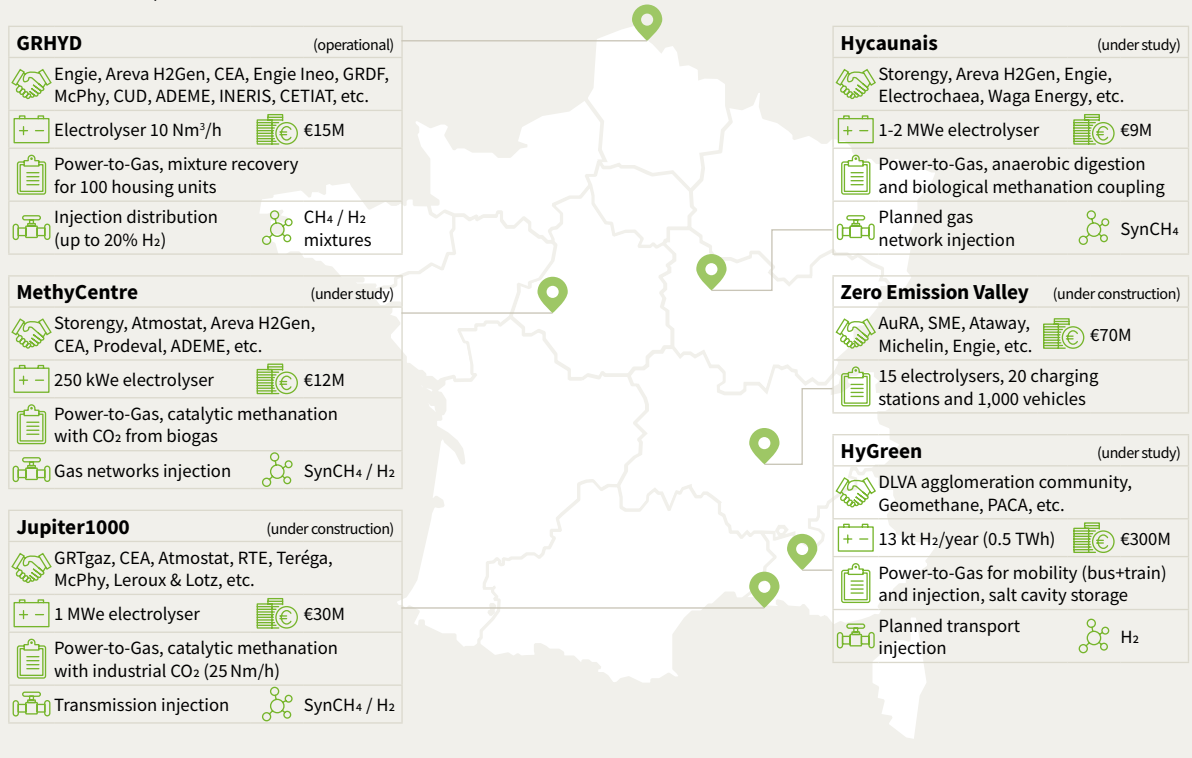 GRHYD (operational)
Engie, Areva H2Gen, CEA, Engie Ineo, GRDF,
McPhy, CUD, ADEME, INERIS, CETIAT, etc.
+ - Electrolyser 10 Nm³/h € €15M
Power-to-Gas, mixture recovery
for 100 housing units
Injection distribution
(up to 20% H₂)
CH₄ / H₂
mixtures
MethyCentre (under study)
Storengy, Atmostat, Areva H2Gen,
CEA, Prodeval, ADEME, etc.
+ - 250 kWe electrolyser € €12M
Power-to-Gas, catalytic methanation
with CO₂ from biogas
Gas networks injection SynCH₄ / H₂
Jupiter1000 (under construction)
GRTgaz, CEA, Atmostat, RTE, Teréga,
McPhy, Leroux & Lotz, etc.
+ - 1 MWe electrolyser € €30M
Power-to-Gas, catalytic methanation
with industrial CO₂ (25 Nm/h)
Transmission injection SynCH₄ / H₂
Hycaunais (under study)
Storengy, Areva H2Gen, Engie,
Electrochaea, Waga Energy, etc.
+ - 1-2 MWe electrolyser € €9M
Power-to-Gas, anaerobic digestion
and biological methanation coupling
Planned gas
network injection
SynCH₄
Zero Emission Valley (under construction)
AuRA, SME, Ataway,
Michelin, Engie, etc.
€ €70M
15 electrolysers, 20 charging
stations and 1,000 vehicles
HyGreen (under study)
DLVA agglomeration community,
Geomethane, PACA, etc.
+ - 13 kt H₂/year (0.5 TWh) € €300M
Power-to-Gas for mobility (bus+train)
and injection, salt cavity storage
Planned transport
injection
H₂